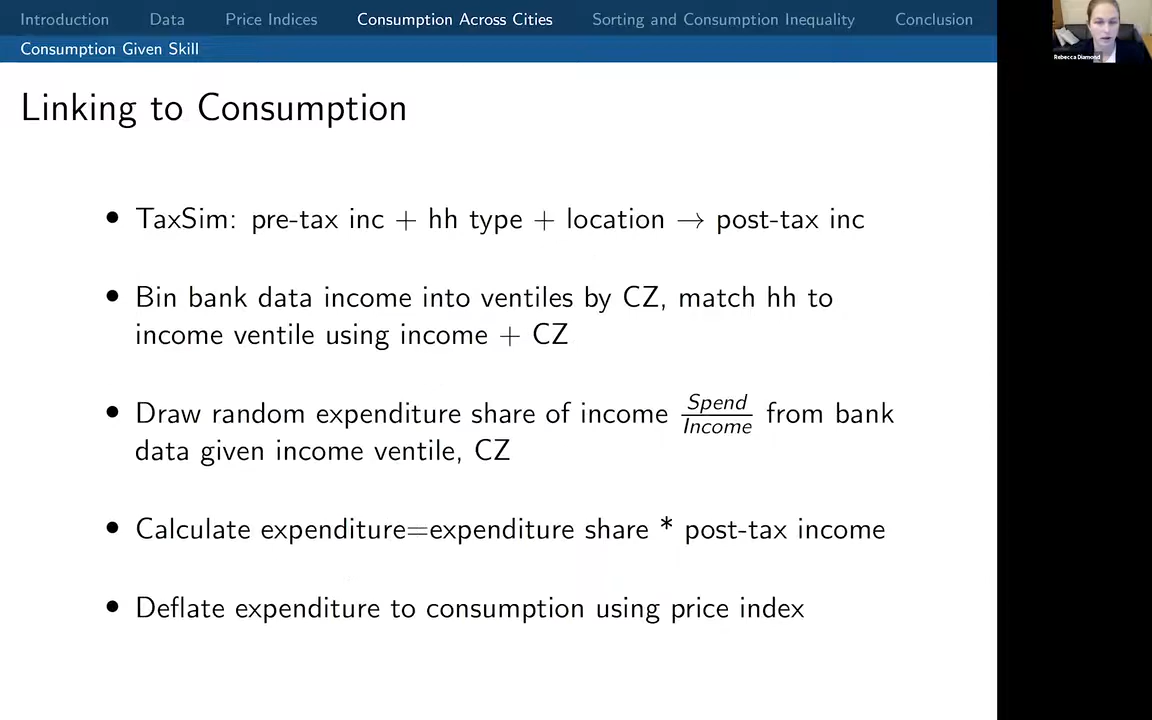 Introduction Data Price Indices Consumption Across Cities Sorting and Consumption Inequality Conclusion
Consumption Given Skill
Rebecca Diamond
Linking to Consumption
• TaxSim: pre-tax inc + hh type + location → post-tax inc
• Bin bank data income into ventiles by CZ, match hh to
income ventile using income + CZ
• Draw random expenditure share of income Spend/Income from bank
data given income ventile, CZ
• Calculate expenditure=expenditure share * post-tax income
• Deflate expenditure to consumption using price index